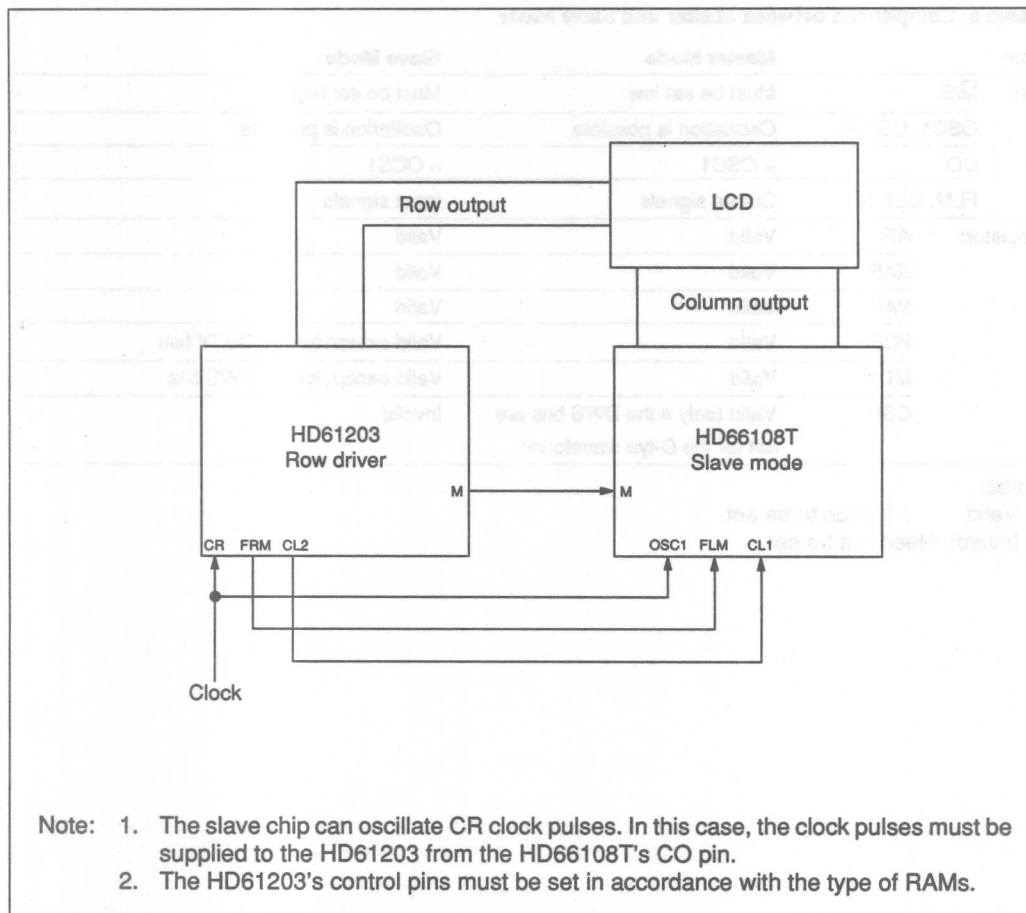 LCD
Row output
Column output
HD61203
Row driver
HD66108T
Slave mode
M
M
CR FRM CL2
OSC1 FLM CL1
Clock
Note: 1. The slave chip can oscillate CR clock pulses. In this case, the clock pulses must be
supplied to the HD61203 from the HD66108T's CO pin.
2. The HD61203's control pins must be set in accordance with the type of RAMs.